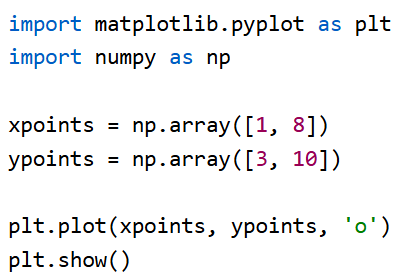 import matplotlib.pyplot as plt
import numpy as np
xpoints = np.array([1, 8])
ypoints = np.array([3, 10])
plt.plot(xpoints, ypoints, 'o')
plt.show()